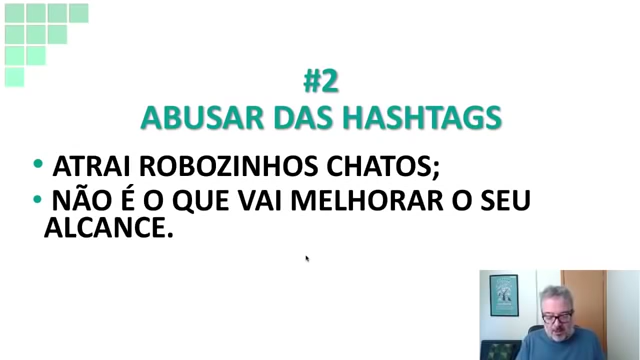 #2
ABUSAR DAS HASHTAGS
• ATRAI ROBOZINHOS CHATOS;
• NÃO É O QUE VAI MELHORAR O SEU
ALCANCE.